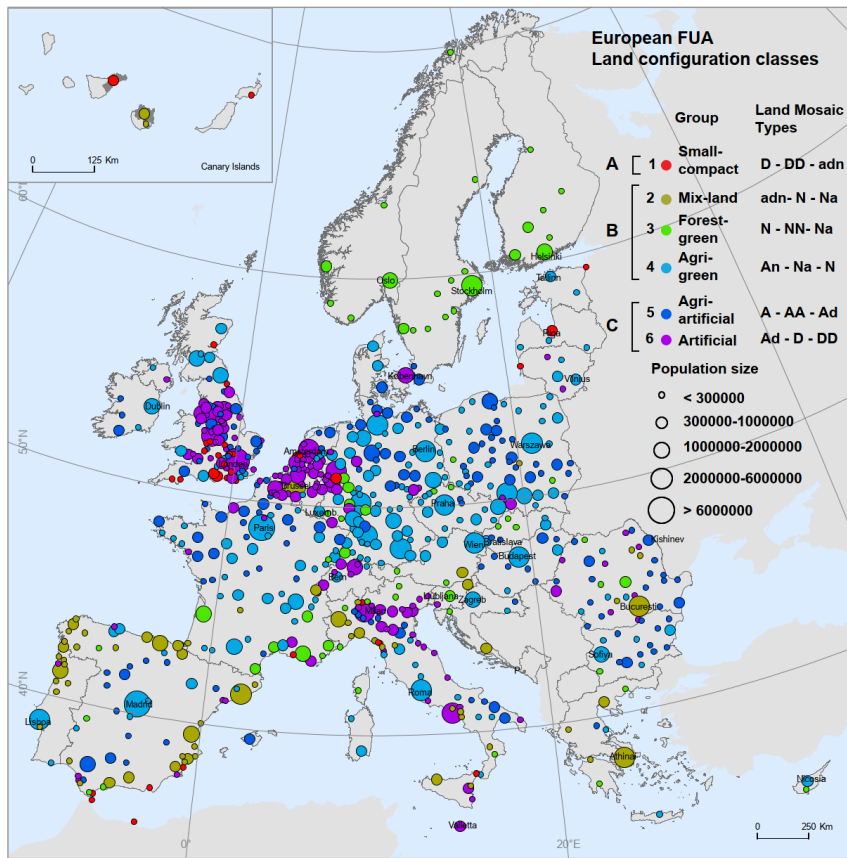 European FUA
Land configuration classes
Group
Land Mosaic
Types
A
1
Small-
compact
D - DD - adn
2
Mix-land
adn- N - Na
B
3
Forest-
green
N - NN- Na
4
Agri-
green
An - Na - N
5
Agri-
artificial
A - AA - Ad
C
6
Artificial
Ad - D - DD
Population size
< 300000
300000-1000000
1000000-2000000
2000000-6000000
> 6000000
0
125 Km
Canary Islands
60°
50°N
40°N
0°
20°E
0
250 Km
Helsinki
Oslo
Stockholm
Tallinn
Riga
Vilnius
København
Dublin
London
Berlin
Warszawa
Praha
Luxemb
Paris
Wien
Bratislava
Budapest
Kishinev
Bern
Ljubljana
Zagreb
Bucuresti
Sofiya
Madrid
Lisboa
Roma
Athinai
Nicosia
Valletta